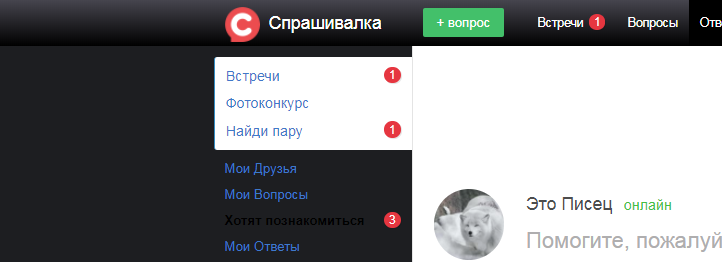 С Спрашивалка + вопрос Встречи 1 Вопросы Отв
Встречи 1
Фотоконкурс
Найди пару 1
Мои Друзья
Мои Вопросы
Хотят познакомиться 3
Мои Ответы
Это Писец онлайн
Помогите, пожалуй